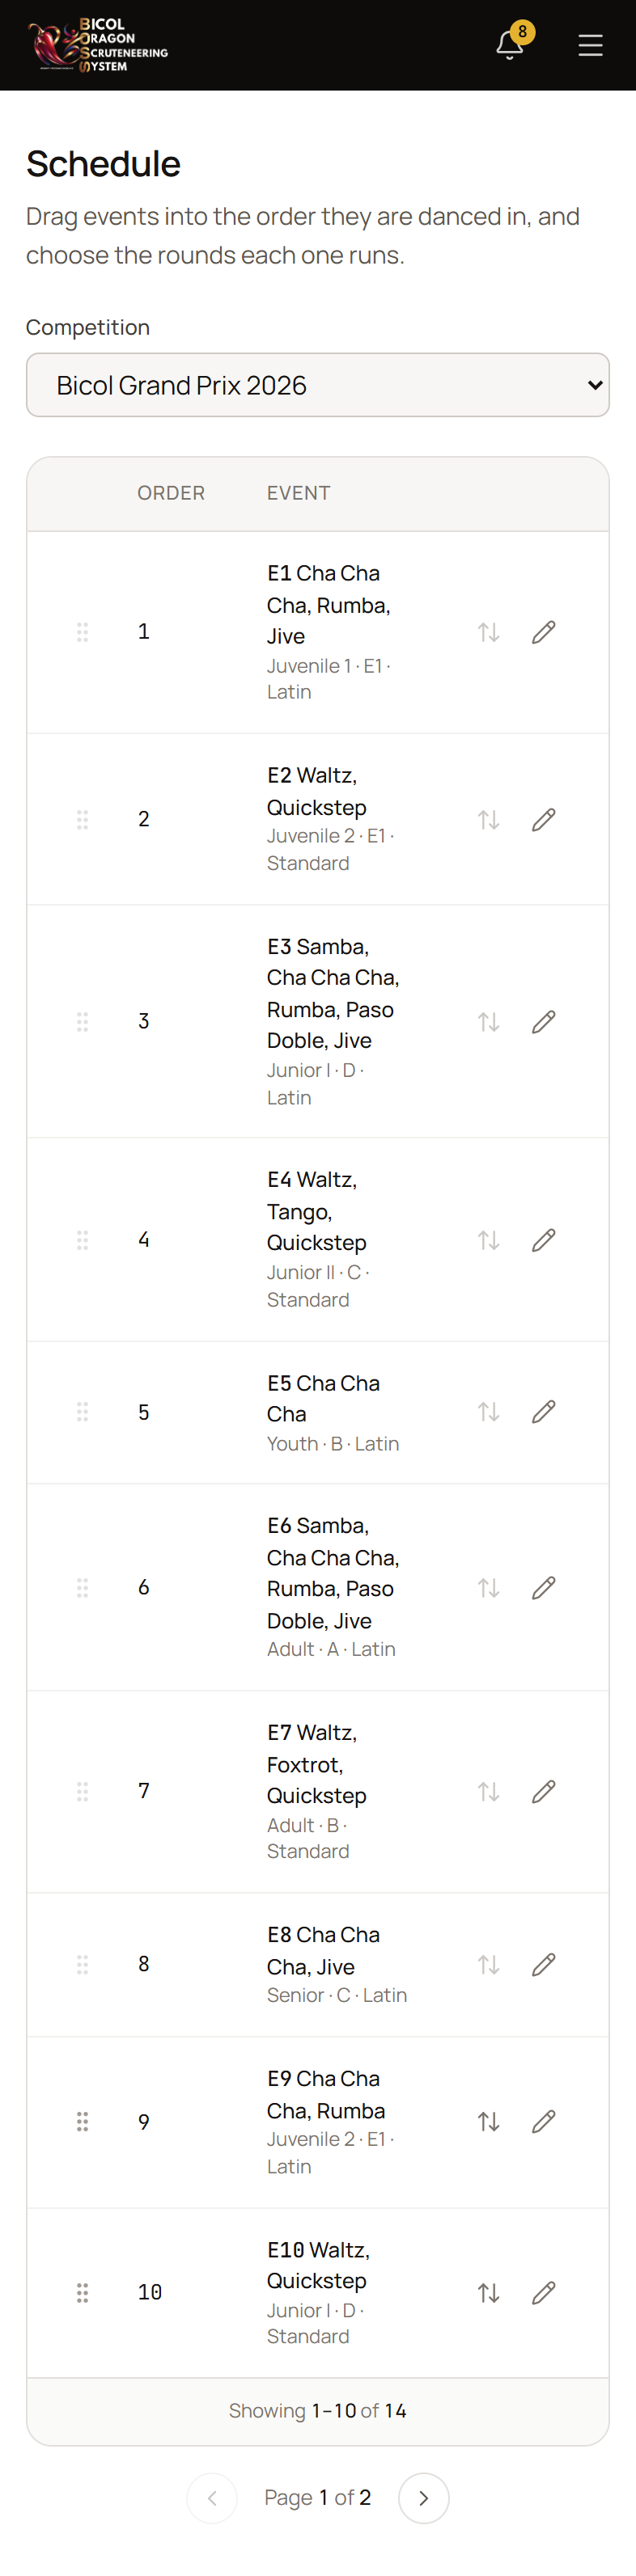 BICOL
DRAGON
SCRUTENEERING
SYSTEM
8
Schedule
Drag events into the order they are danced in, and
choose the rounds each one runs.
Competition
Bicol Grand Prix 2026
ORDER EVENT
1
E1 Cha Cha
Cha, Rumba,
Jive
Juvenile 1 · E1 ·
Latin
2
E2 Waltz,
Quickstep
Juvenile 2 · E1 ·
Standard
3
E3 Samba,
Cha Cha Cha,
Rumba, Paso
Doble, Jive
Junior I · D ·
Latin
4
E4 Waltz,
Tango,
Quickstep
Junior II · C ·
Standard
5
E5 Cha Cha
Cha
Youth · B · Latin
6
E6 Samba,
Cha Cha Cha,
Rumba, Paso
Doble, Jive
Adult · A · Latin
7
E7 Waltz,
Foxtrot,
Quickstep
Adult · B ·
Standard
8
E8 Cha Cha
Cha, Jive
Senior · C · Latin
9
E9 Cha Cha
Cha, Rumba
Juvenile 2 · E1 ·
Latin
10
E10 Waltz,
Quickstep
Junior I · D ·
Standard
Showing 1–10 of 14
Page 1 of 2